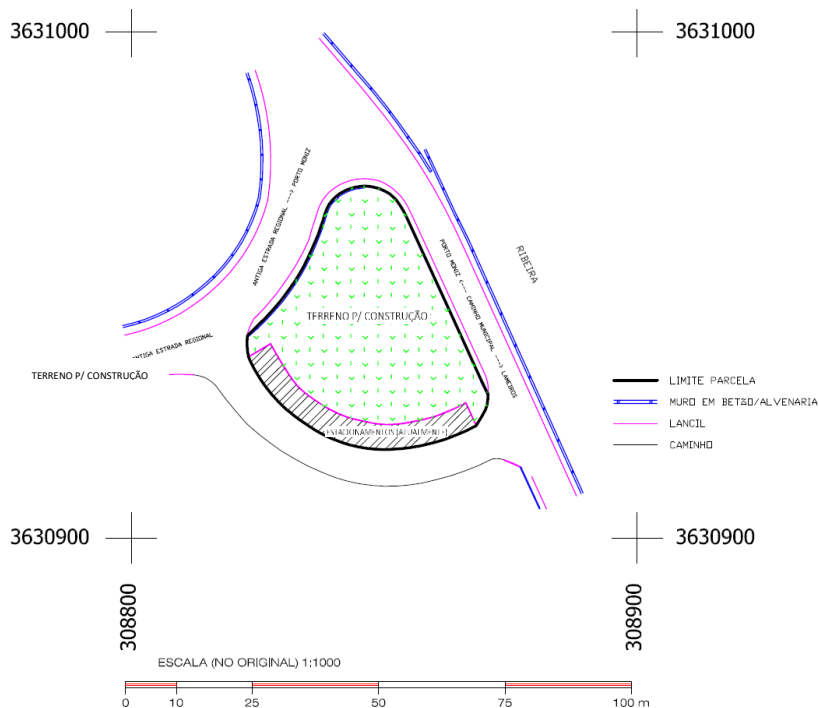 3631000
3631000
ANTIGA ESTRADA REGIONAL ---> PORTO MONIZ
RIBEIRA
PORTO MONIZ <--- CAMINHO MUNICIPAL ---> LAMEIROS
TERRENO P/ CONSTRUÇÃO
ANTIGA ESTRADA REGIONAL
TERRENO P/ CONSTRUÇÃO
LIMITE PARCELA
MURO EM BETÃO/ALVENARIA
LANCIL
CAMINHO
ESTACIONAMENTOS (ATUALMENTE)
3630900
3630900
308800
308900
ESCALA (NO ORIGINAL) 1:1000
0 10 25 50 75 100 m